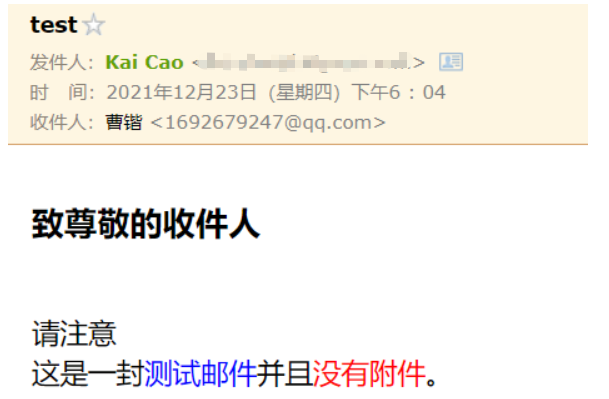 test
发件人: Kai Cao < >
时 间: 2021年12月23日 (星期四) 下午6:04
收件人: 曹锴 <1692679247@qq.com>
致尊敬的收件人
请注意
这是一封测试邮件并且没有附件。